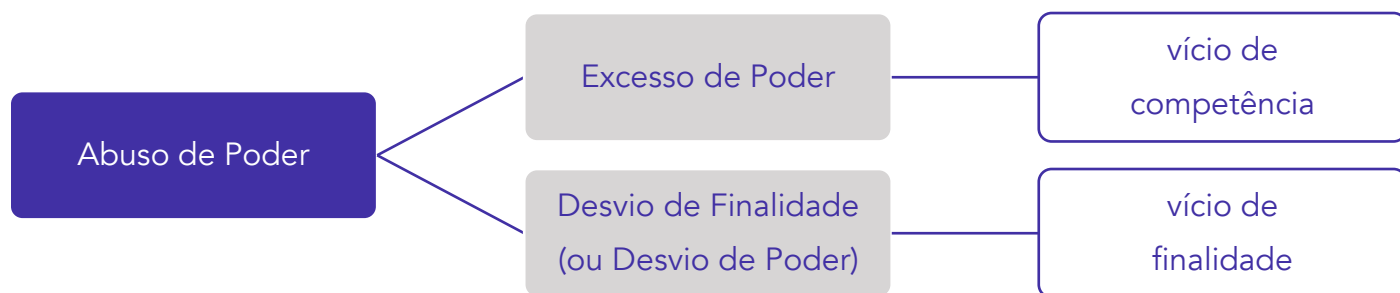 Abuso de Poder
Excesso de Poder
vício de
competência
Desvio de Finalidade
(ou Desvio de Poder)
vício de
finalidade